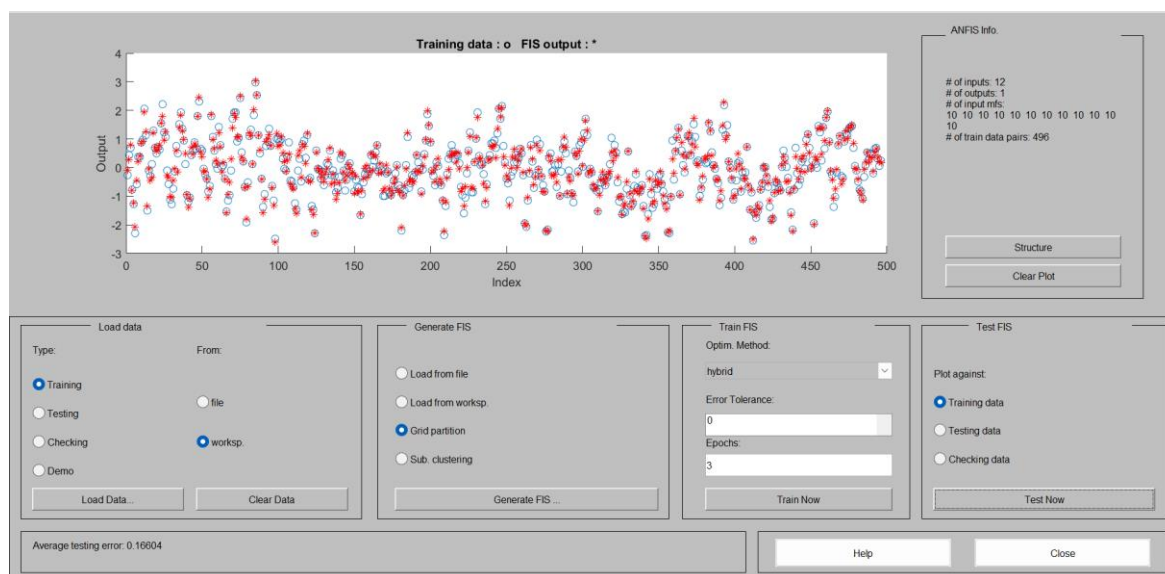 Training data : o   FIS output : *
4
3
2
1
0
-1
-2
-3
Output
0 50 100 150 200 250 300 350 400 450 500
Index
ANFIS Info.
# of inputs: 12
# of outputs: 1
# of input mfs:
10 10 10 10 10 10 10 10 10 10 10
10
# of train data pairs: 496
Structure
Clear Plot
Load data
Type:
From:
Training
Testing
Checking
Demo
file
worksp.
Load Data...
Clear Data
Generate FIS
Load from file
Load from worksp.
Grid partition
Sub. clustering
Generate FIS ...
Train FIS
Optim. Method:
hybrid
Error Tolerance:
0
Epochs:
3
Train Now
Test FIS
Plot against:
Training data
Testing data
Checking data
Test Now
Average testing error: 0.16604
Help
Close